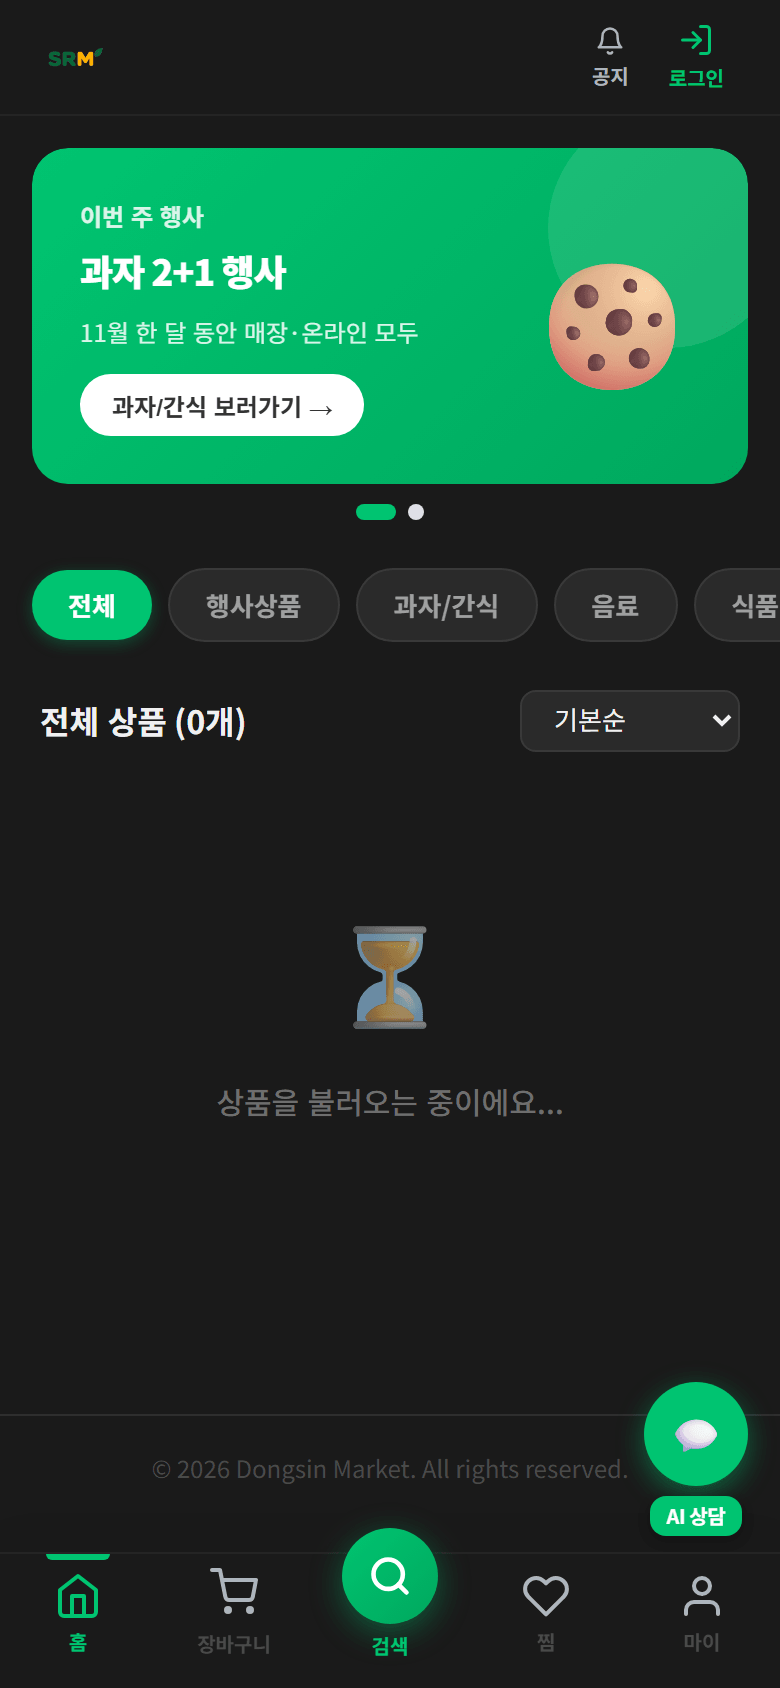 SRM
공지
로그인
이번 주 행사
과자 2+1 행사
11월 한 달 동안 매장·온라인 모두
과자/간식 보러가기 →
전체
행사상품
과자/간식
음료
식품
전체 상품 (0개)
기본순
상품을 불러오는 중이에요...
© 2026 Dongsin Market. All rights reserved.
AI 상담
홈
장바구니
검색
찜
마이